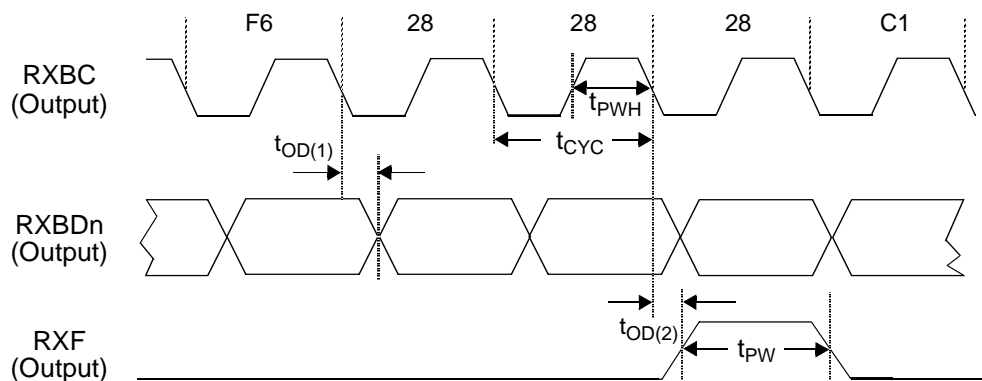 F6 28 28 28 C1
RXBC
(Output)
tPWH
tCYC
tOD(1)
RXBDn
(Output)
tOD(2)
tPW
RXF
(Output)